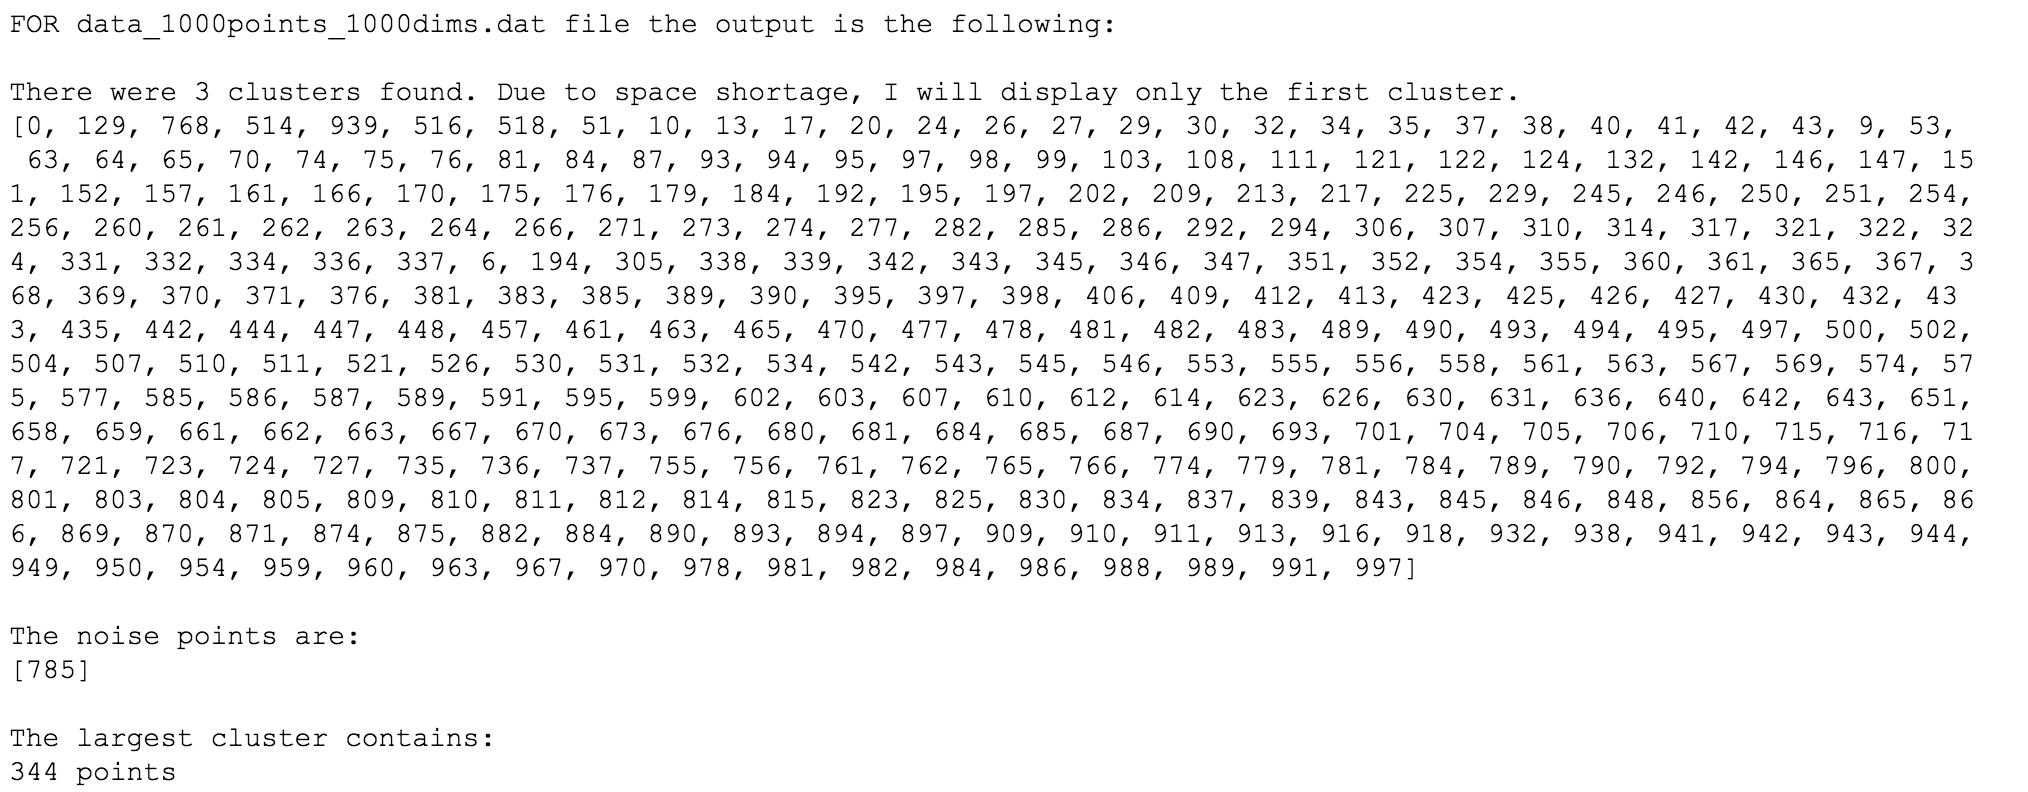 FOR data_1000points_1000dims.dat file the output is the following:
There were 3 clusters found. Due to space shortage, I will display only the first cluster.
[0, 129, 768, 514, 939, 516, 518, 51, 10, 13, 17, 20, 24, 26, 27, 29, 30, 32, 34, 35, 37, 38, 40, 41, 42, 43, 9, 53,
63, 64, 65, 70, 74, 75, 76, 81, 84, 87, 93, 94, 95, 97, 98, 99, 103, 108, 111, 121, 122, 124, 132, 142, 146, 147, 15
1, 152, 157, 161, 166, 170, 175, 176, 179, 184, 192, 195, 197, 202, 209, 213, 217, 225, 229, 245, 246, 250, 251, 254,
256, 260, 261, 262, 263, 264, 266, 271, 273, 274, 277, 282, 285, 286, 292, 294, 306, 307, 310, 314, 317, 321, 322, 32
4, 331, 332, 334, 336, 337, 6, 194, 305, 338, 339, 342, 343, 345, 346, 347, 351, 352, 354, 355, 360, 361, 365, 367, 3
68, 369, 370, 371, 376, 381, 383, 385, 389, 390, 395, 397, 398, 406, 409, 412, 413, 423, 425, 426, 427, 430, 432, 43
3, 435, 442, 444, 447, 448, 457, 461, 463, 465, 470, 477, 478, 481, 482, 483, 489, 490, 493, 494, 495, 497, 500, 502,
504, 507, 510, 511, 521, 526, 530, 531, 532, 534, 542, 543, 545, 546, 553, 555, 556, 558, 561, 563, 567, 569, 574, 57
5, 577, 585, 586, 587, 589, 591, 595, 599, 602, 603, 607, 610, 612, 614, 623, 626, 630, 631, 636, 640, 642, 643, 651,
658, 659, 661, 662, 663, 667, 670, 673, 676, 680, 681, 684, 685, 687, 690, 693, 701, 704, 705, 706, 710, 715, 716, 71
7, 721, 723, 724, 727, 735, 736, 737, 755, 756, 761, 762, 765, 766, 774, 779, 781, 784, 789, 790, 792, 794, 796, 800,
801, 803, 804, 805, 809, 810, 811, 812, 814, 815, 823, 825, 830, 834, 837, 839, 843, 845, 846, 848, 856, 864, 865, 86
6, 869, 870, 871, 874, 875, 882, 884, 890, 893, 894, 897, 909, 910, 911, 913, 916, 918, 932, 938, 941, 942, 943, 944,
949, 950, 954, 959, 960, 963, 967, 970, 978, 981, 982, 984, 986, 988, 989, 991, 997]
The noise points are:
[785]
The largest cluster contains:
344 points